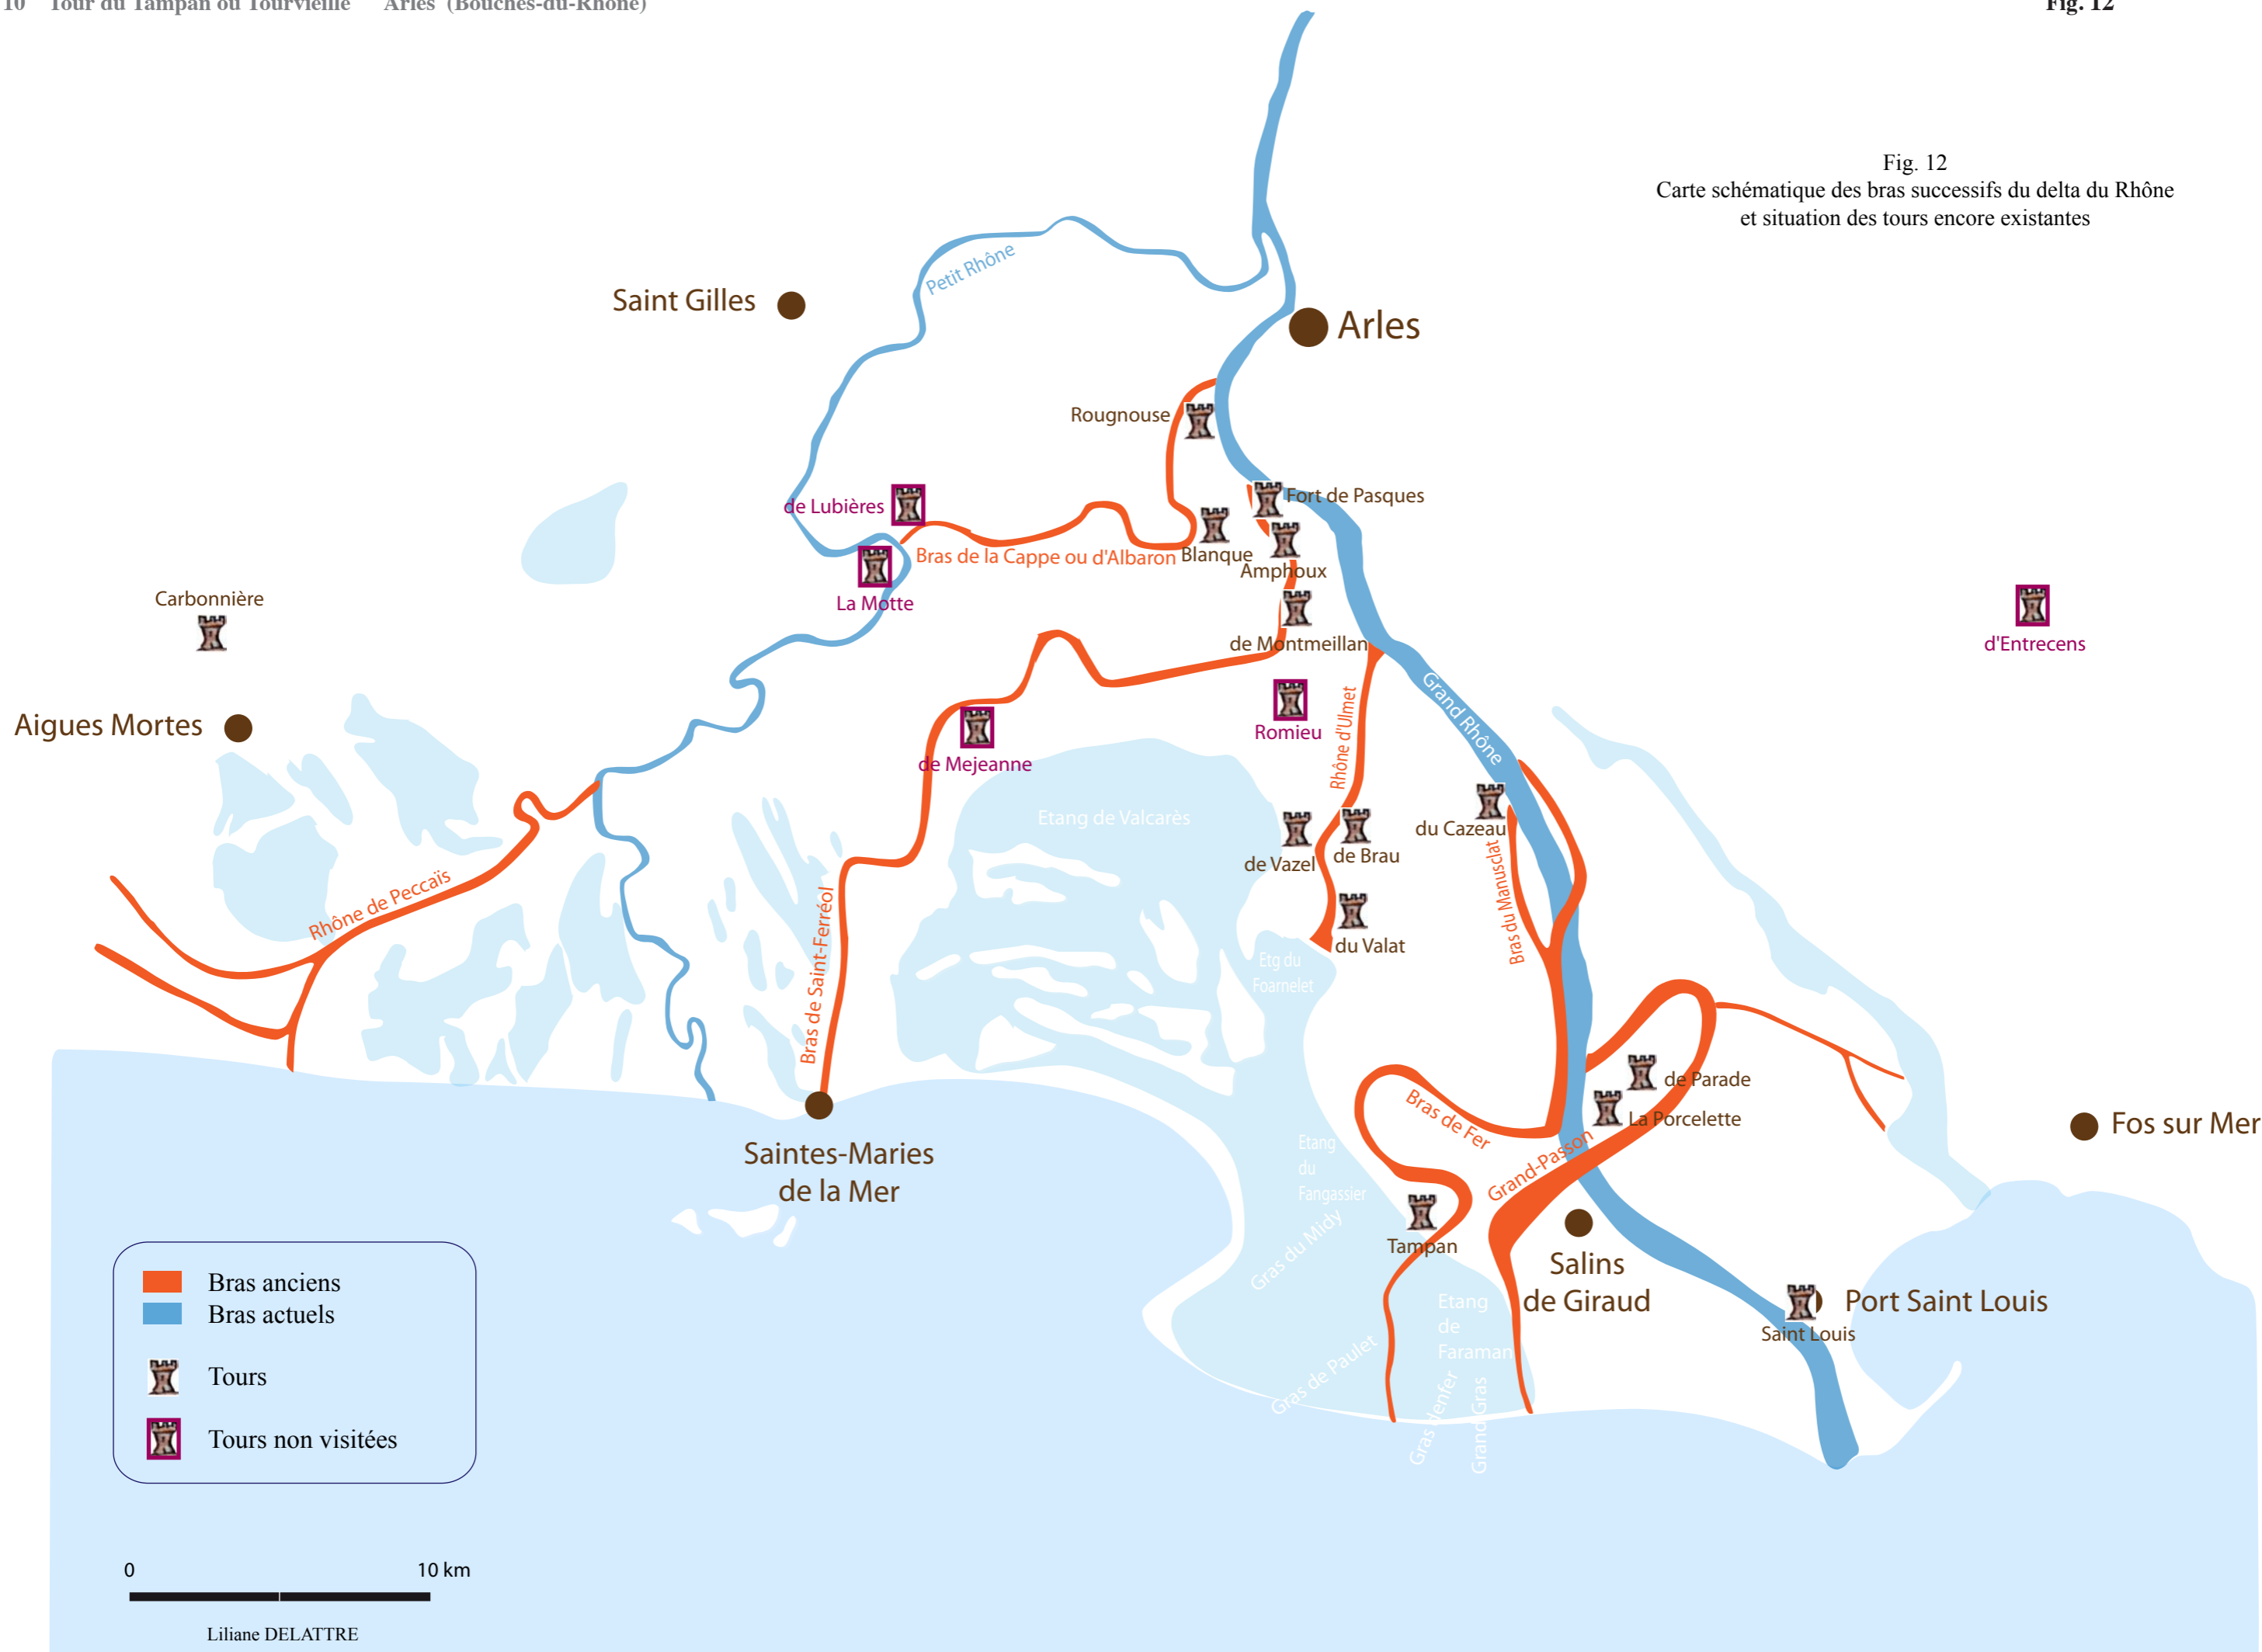 10 Tour du Tampan ou Tourvieille Arles (Bouches-du-Rhône)
Fig. 12
Fig. 12
Carte schématique des bras successifs du delta du Rhône
et situation des tours encore existantes
Petit Rhône
Saint Gilles
Arles
Rougnouse
de Lubières
Fort de Pasques
Bras de la Cappe ou d'Albaron
Blanque
Amphoux
Carbonnière
La Motte
de Montmeillan
d'Entrecens
Aigues Mortes
Romieu
Rhône d'Ulmet
Grand Rhône
de Mejeanne
Etang de Valcarès
du Cazeau
de Vazel
de Brau
Bras du Manusclat
Rhône de Peccaïs
Bras de Saint-Ferréol
du Valat
Etg du
Foarnelet
de Parade
La Porcelette
Bras de Fer
Grand-Passon
Fos sur Mer
Saintes-Maries
de la Mer
Etang
du
Fangassier
Gras du Midy
Tampan
Salins
de Giraud
Etang
de
Faraman
Port Saint Louis
Saint Louis
Gras de Paulet
Gras denfer
Grand Gras
Bras anciens
Bras actuels
Tours
Tours non visitées
0 10 km
Liliane DELATTRE